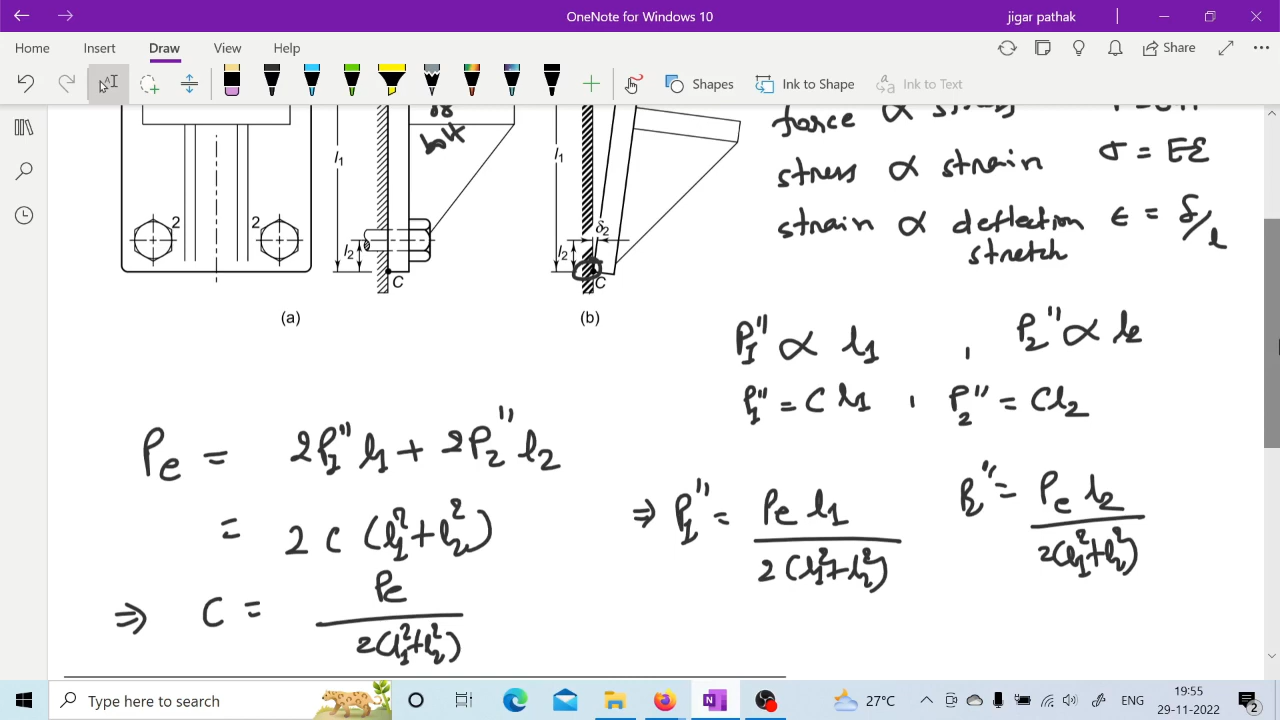 OneNote for Windows 10
jigar pathak
Home Insert Draw View Help
Share
Shapes
Ink to Shape
Ink to Text
bolt
l1
2 2
l2
C
(a)
l1
δ2
l2
C
(b)
force ∝ stress
stress ∝ strain σ = Eε
strain ∝ deflection ε = δ/l
stretch
P1'' ∝ l1 , P2'' ∝ l2
P1'' = C l1 , P2'' = Cl2
Pe = 2P1'' l1 + 2P2'' l2
= 2 C (l1² + l2²)
⇒ C = Pe / 2(l1² + l2²)
⇒ P1'' = Pe l1 / 2(l1² + l2²)
P2'' = Pe l2 / 2(l1² + l2²)
Type here to search
27°C
ENG
19:55
29-11-2022
2